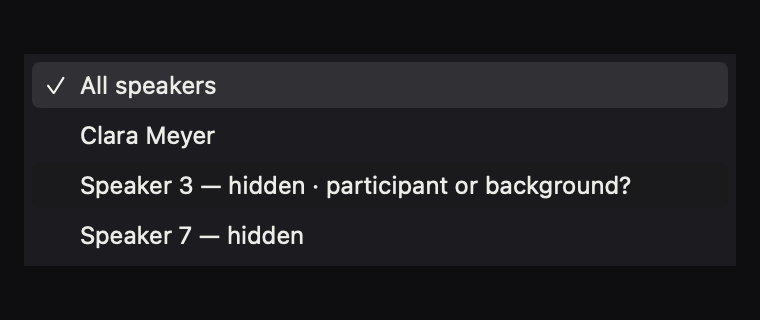 All speakers
Clara Meyer
Speaker 3 — hidden · participant or background?
Speaker 7 — hidden